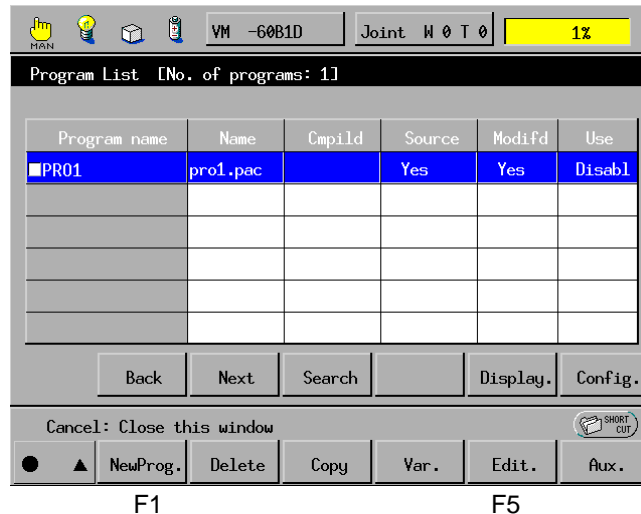 MAN VM -60B1D Joint W 0 T 0 1%
Program List [No. of programs: 1]
Program name Name Cmpild Source Modifd Use
PRO1 pro1.pac Yes Yes Disabl
Back Next Search Display. Config.
Cancel: Close this window SHORT CUT
NewProg. Delete Copy Var. Edit. Aux.
F1 F5